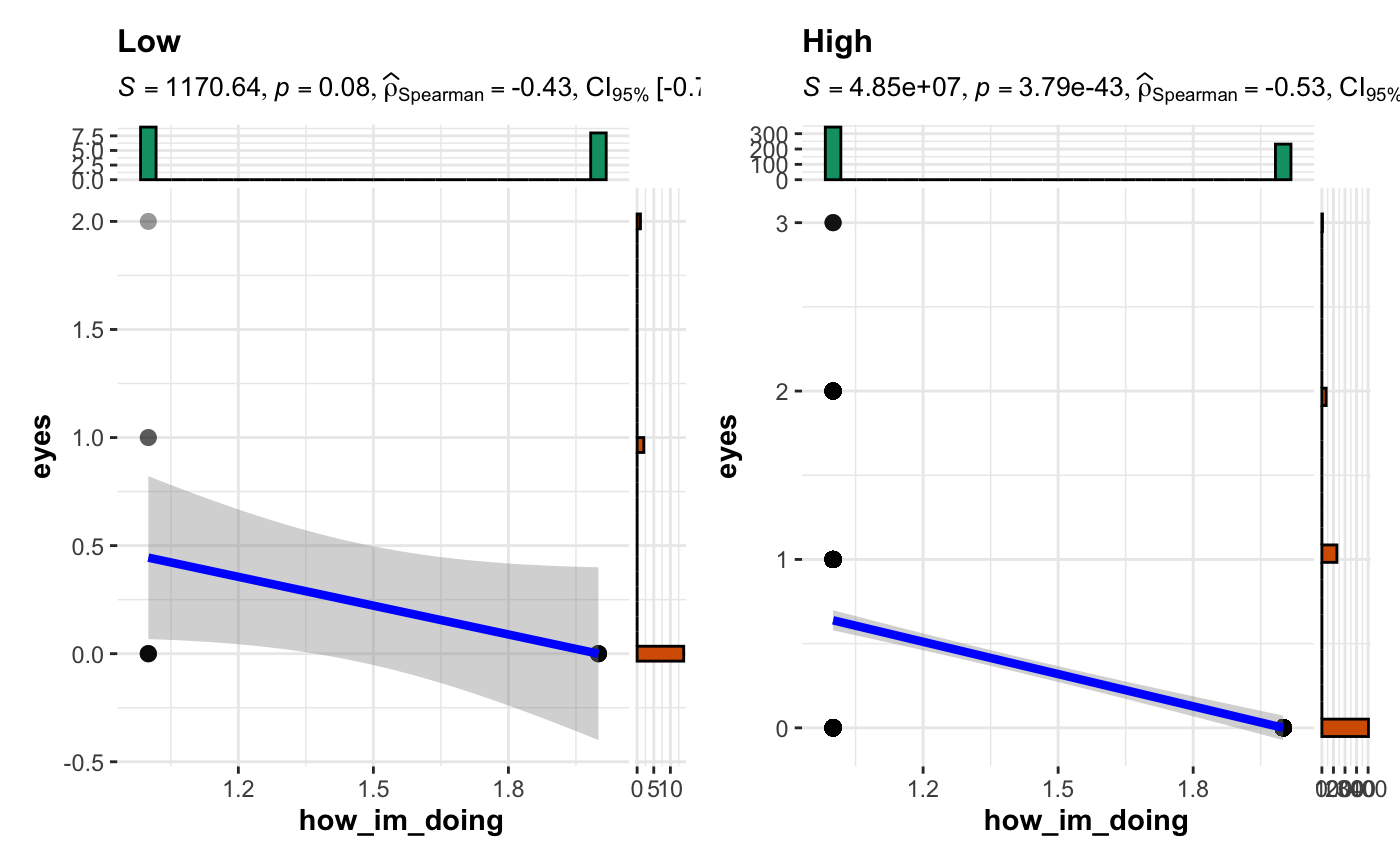 Low
S = 1170.64, p = 0.08, ρ̂Spearman = -0.43, CI95% [-0.7
7.5
5.0
2.5
0.0
2.0
1.5
1.0
0.5
0.0
-0.5
eyes
1.2 1.5 1.8 0 5 10
how_im_doing
High
S = 4.85e+07, p = 3.79e-43, ρ̂Spearman = -0.53, CI95%
300
200
100
0
3
2
1
0
eyes
1.2 1.5 1.8
how_im_doing